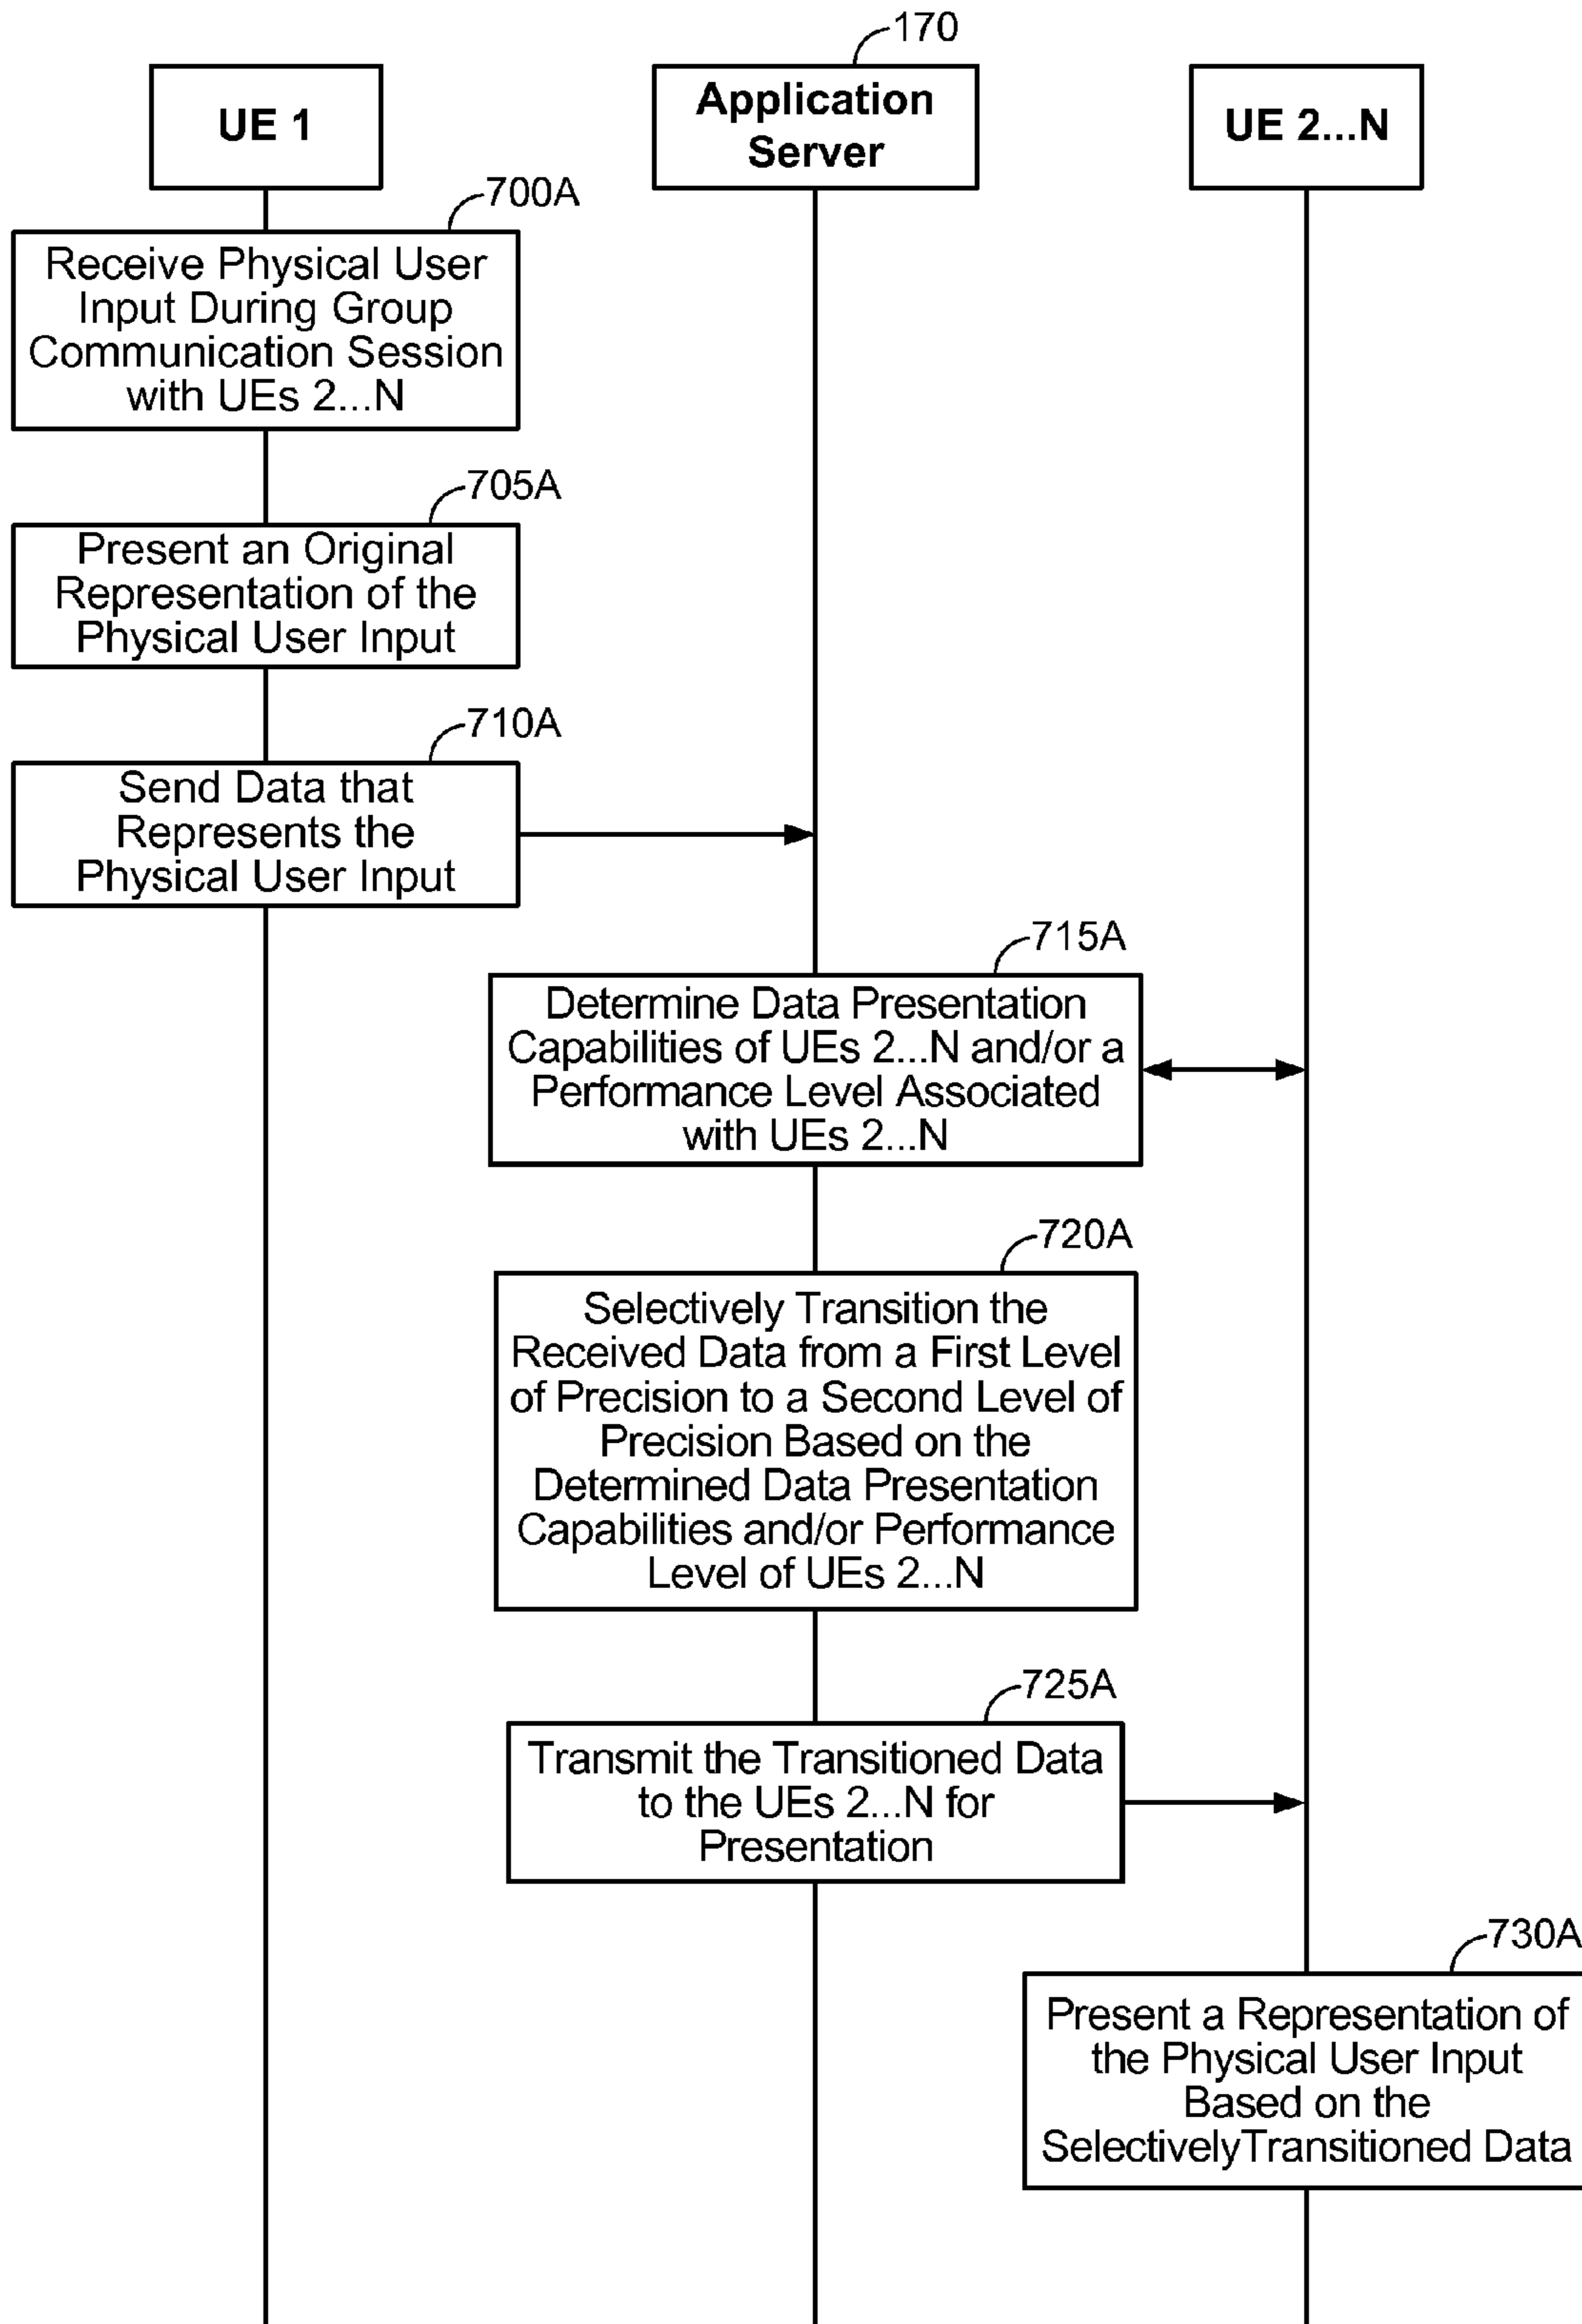 170
UE 1
Application
Server
UE 2...N
700A
Receive Physical User
Input During Group
Communication Session
with UEs 2...N
705A
Present an Original
Representation of the
Physical User Input
710A
Send Data that
Represents the
Physical User Input
715A
Determine Data Presentation
Capabilities of UEs 2...N and/or a
Performance Level Associated
with UEs 2...N
720A
Selectively Transition the
Received Data from a First Level
of Precision to a Second Level of
Precision Based on the
Determined Data Presentation
Capabilities and/or Performance
Level of UEs 2...N
725A
Transmit the Transitioned Data
to the UEs 2...N for
Presentation
730A
Present a Representation of
the Physical User Input
Based on the
SelectivelyTransitioned Data